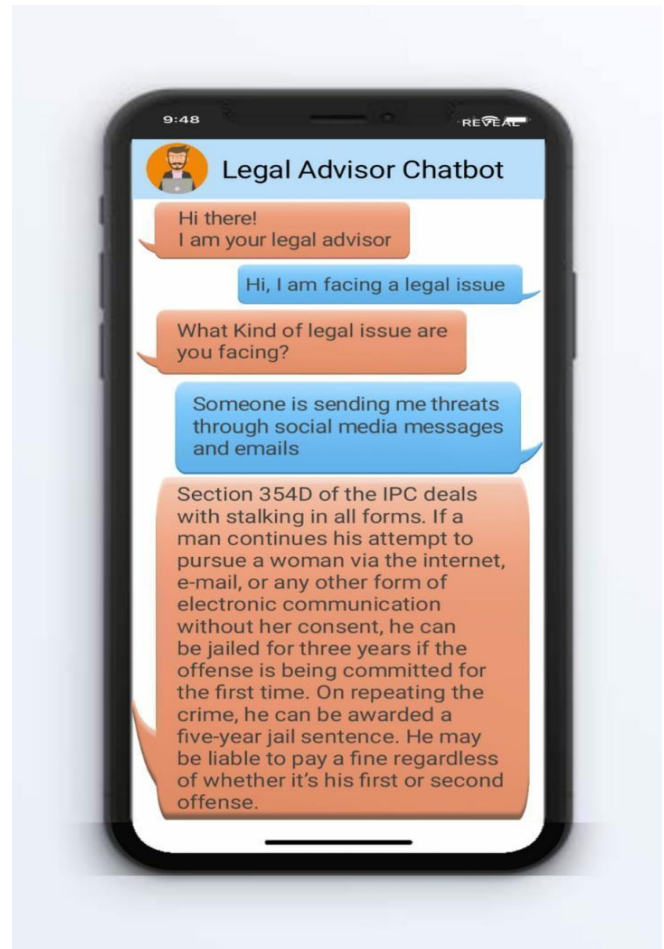 9:48
REVEAL
Legal Advisor Chatbot
Hi there!
I am your legal advisor
Hi, I am facing a legal issue
What Kind of legal issue are
you facing?
Someone is sending me threats
through social media messages
and emails
Section 354D of the IPC deals
with stalking in all forms. If a
man continues his attempt to
pursue a woman via the internet,
e-mail, or any other form of
electronic communication
without her consent, he can
be jailed for three years if the
offense is being committed for
the first time. On repeating the
crime, he can be awarded a
five-year jail sentence. He may
be liable to pay a fine regardless
of whether it’s his first or second
offense.